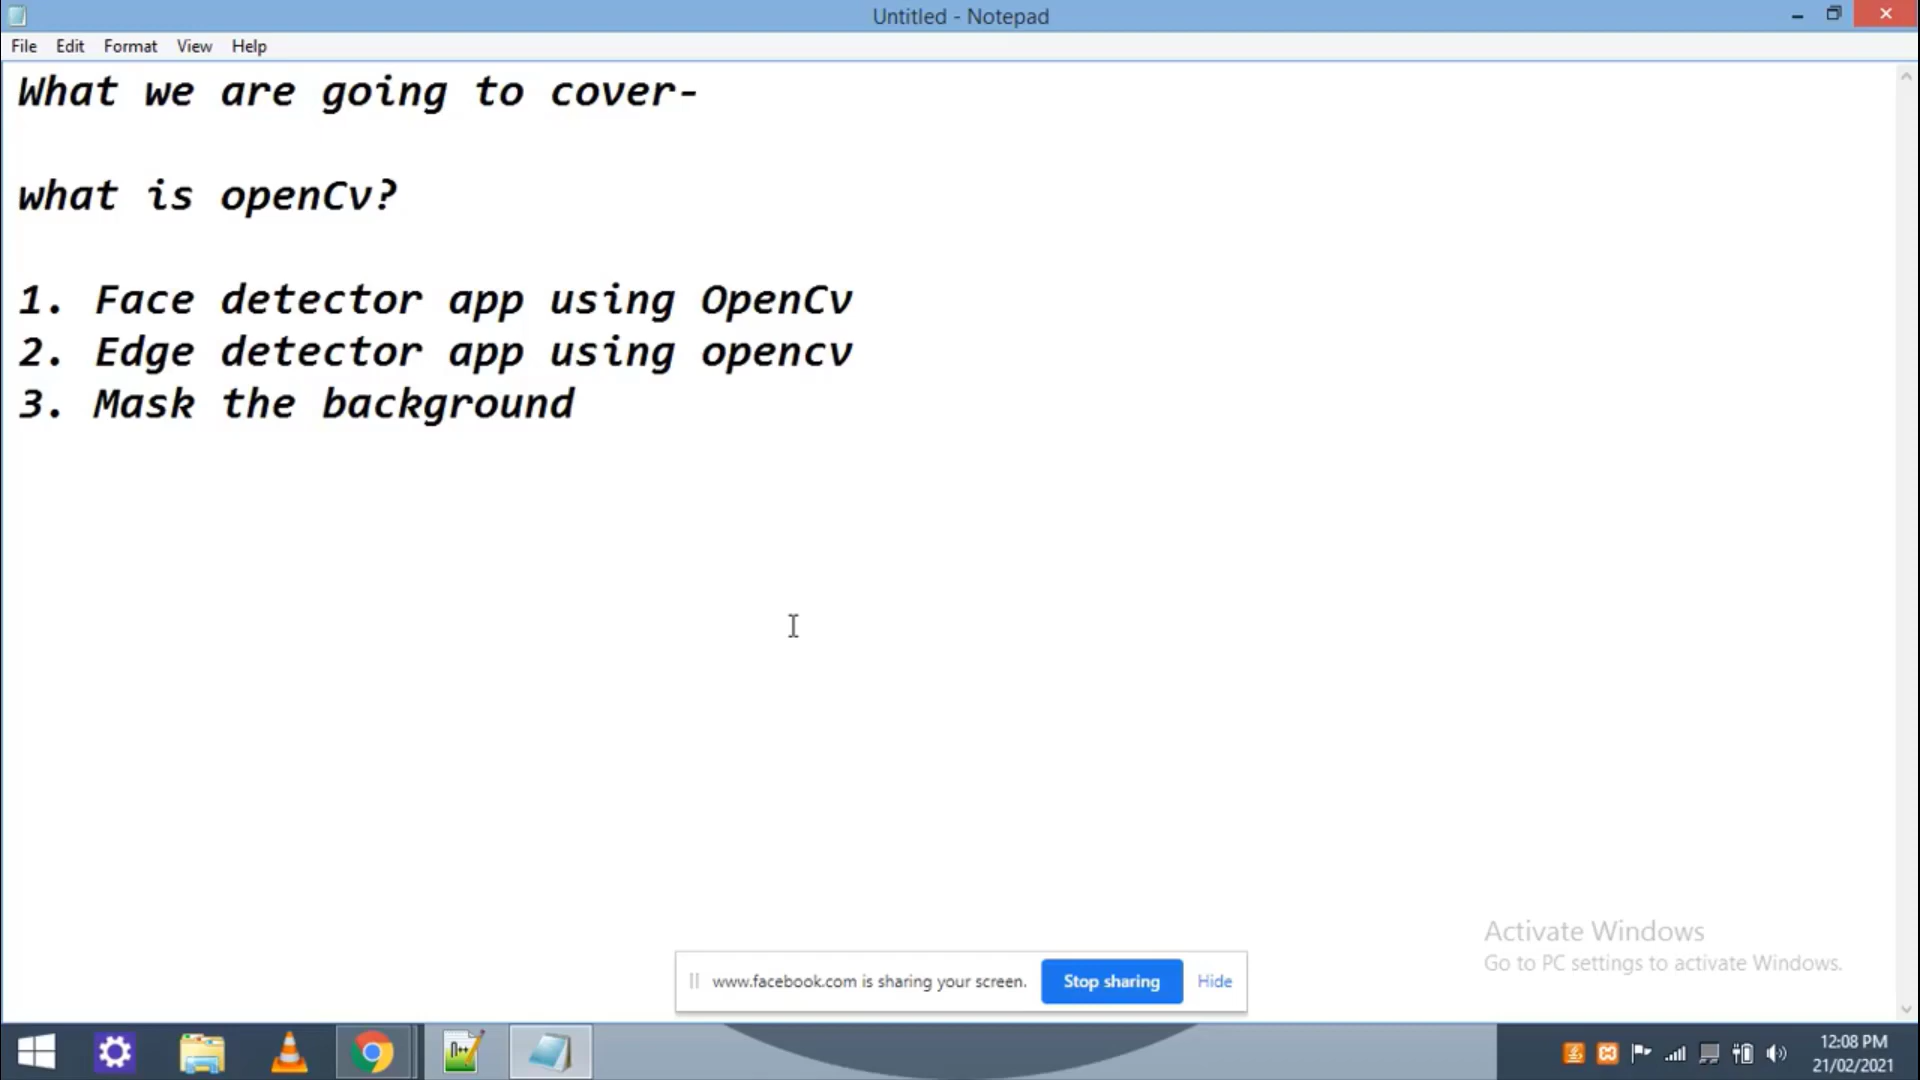 Untitled - Notepad
File Edit Format View Help
What we are going to cover-
what is openCv?
1. Face detector app using OpenCv
2. Edge detector app using opencv
3. Mask the background
Activate Windows
Go to PC settings to activate Windows.
www.facebook.com is sharing your screen. Stop sharing Hide
12:08 PM
21/02/2021